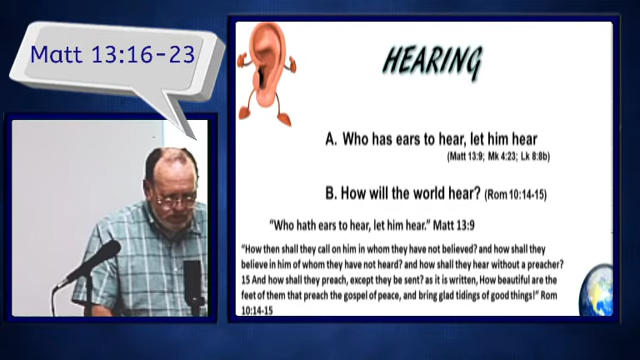 Matt 13:16-23
HEARING
A. Who has ears to hear, let him hear
(Matt 13:9; Mk 4:23; Lk 8:8b)
B. How will the world hear? (Rom 10:14-15)
“Who hath ears to hear, let him hear.” Matt 13:9
“How then shall they call on him in whom they have not believed? and how shall they
believe in him of whom they have not heard? and how shall they hear without a preacher?
15 And how shall they preach, except they be sent? as it is written, How beautiful are the
feet of them that preach the gospel of peace, and bring glad tidings of good things!” Rom
10:14-15